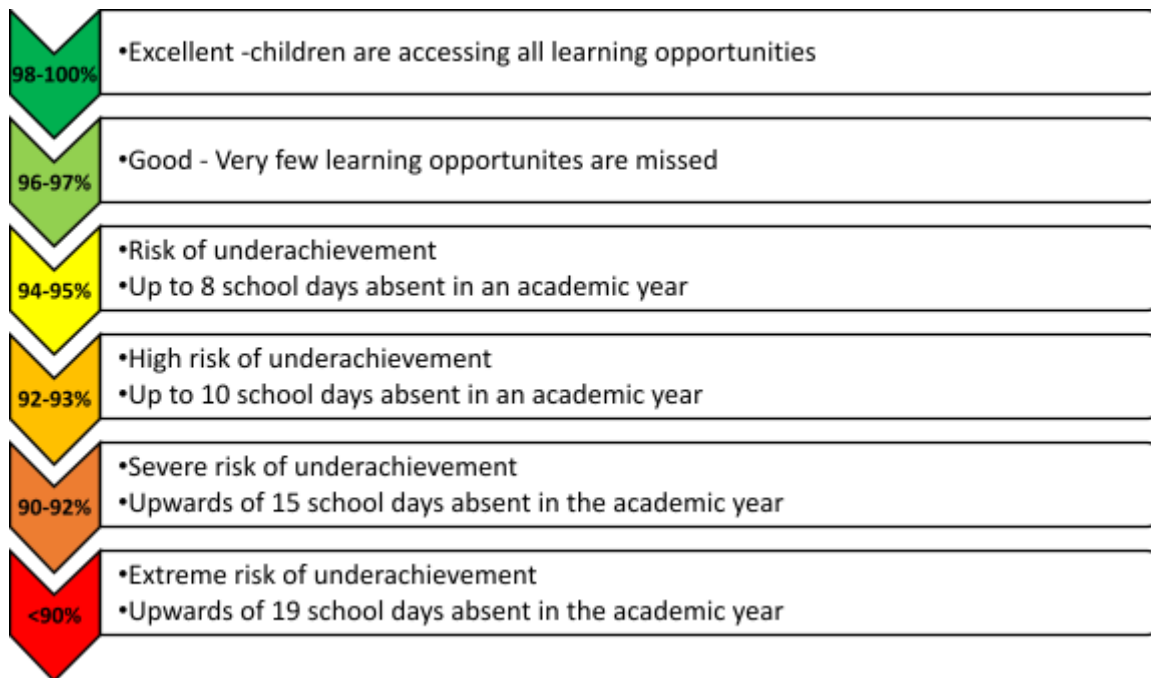 98-100%
•Excellent -children are accessing all learning opportunities
96-97%
•Good - Very few learning opportunites are missed
94-95%
•Risk of underachievement
•Up to 8 school days absent in an academic year
92-93%
•High risk of underachievement
•Up to 10 school days absent in an academic year
90-92%
•Severe risk of underachievement
•Upwards of 15 school days absent in the academic year
<90%
•Extreme risk of underachievement
•Upwards of 19 school days absent in the academic year